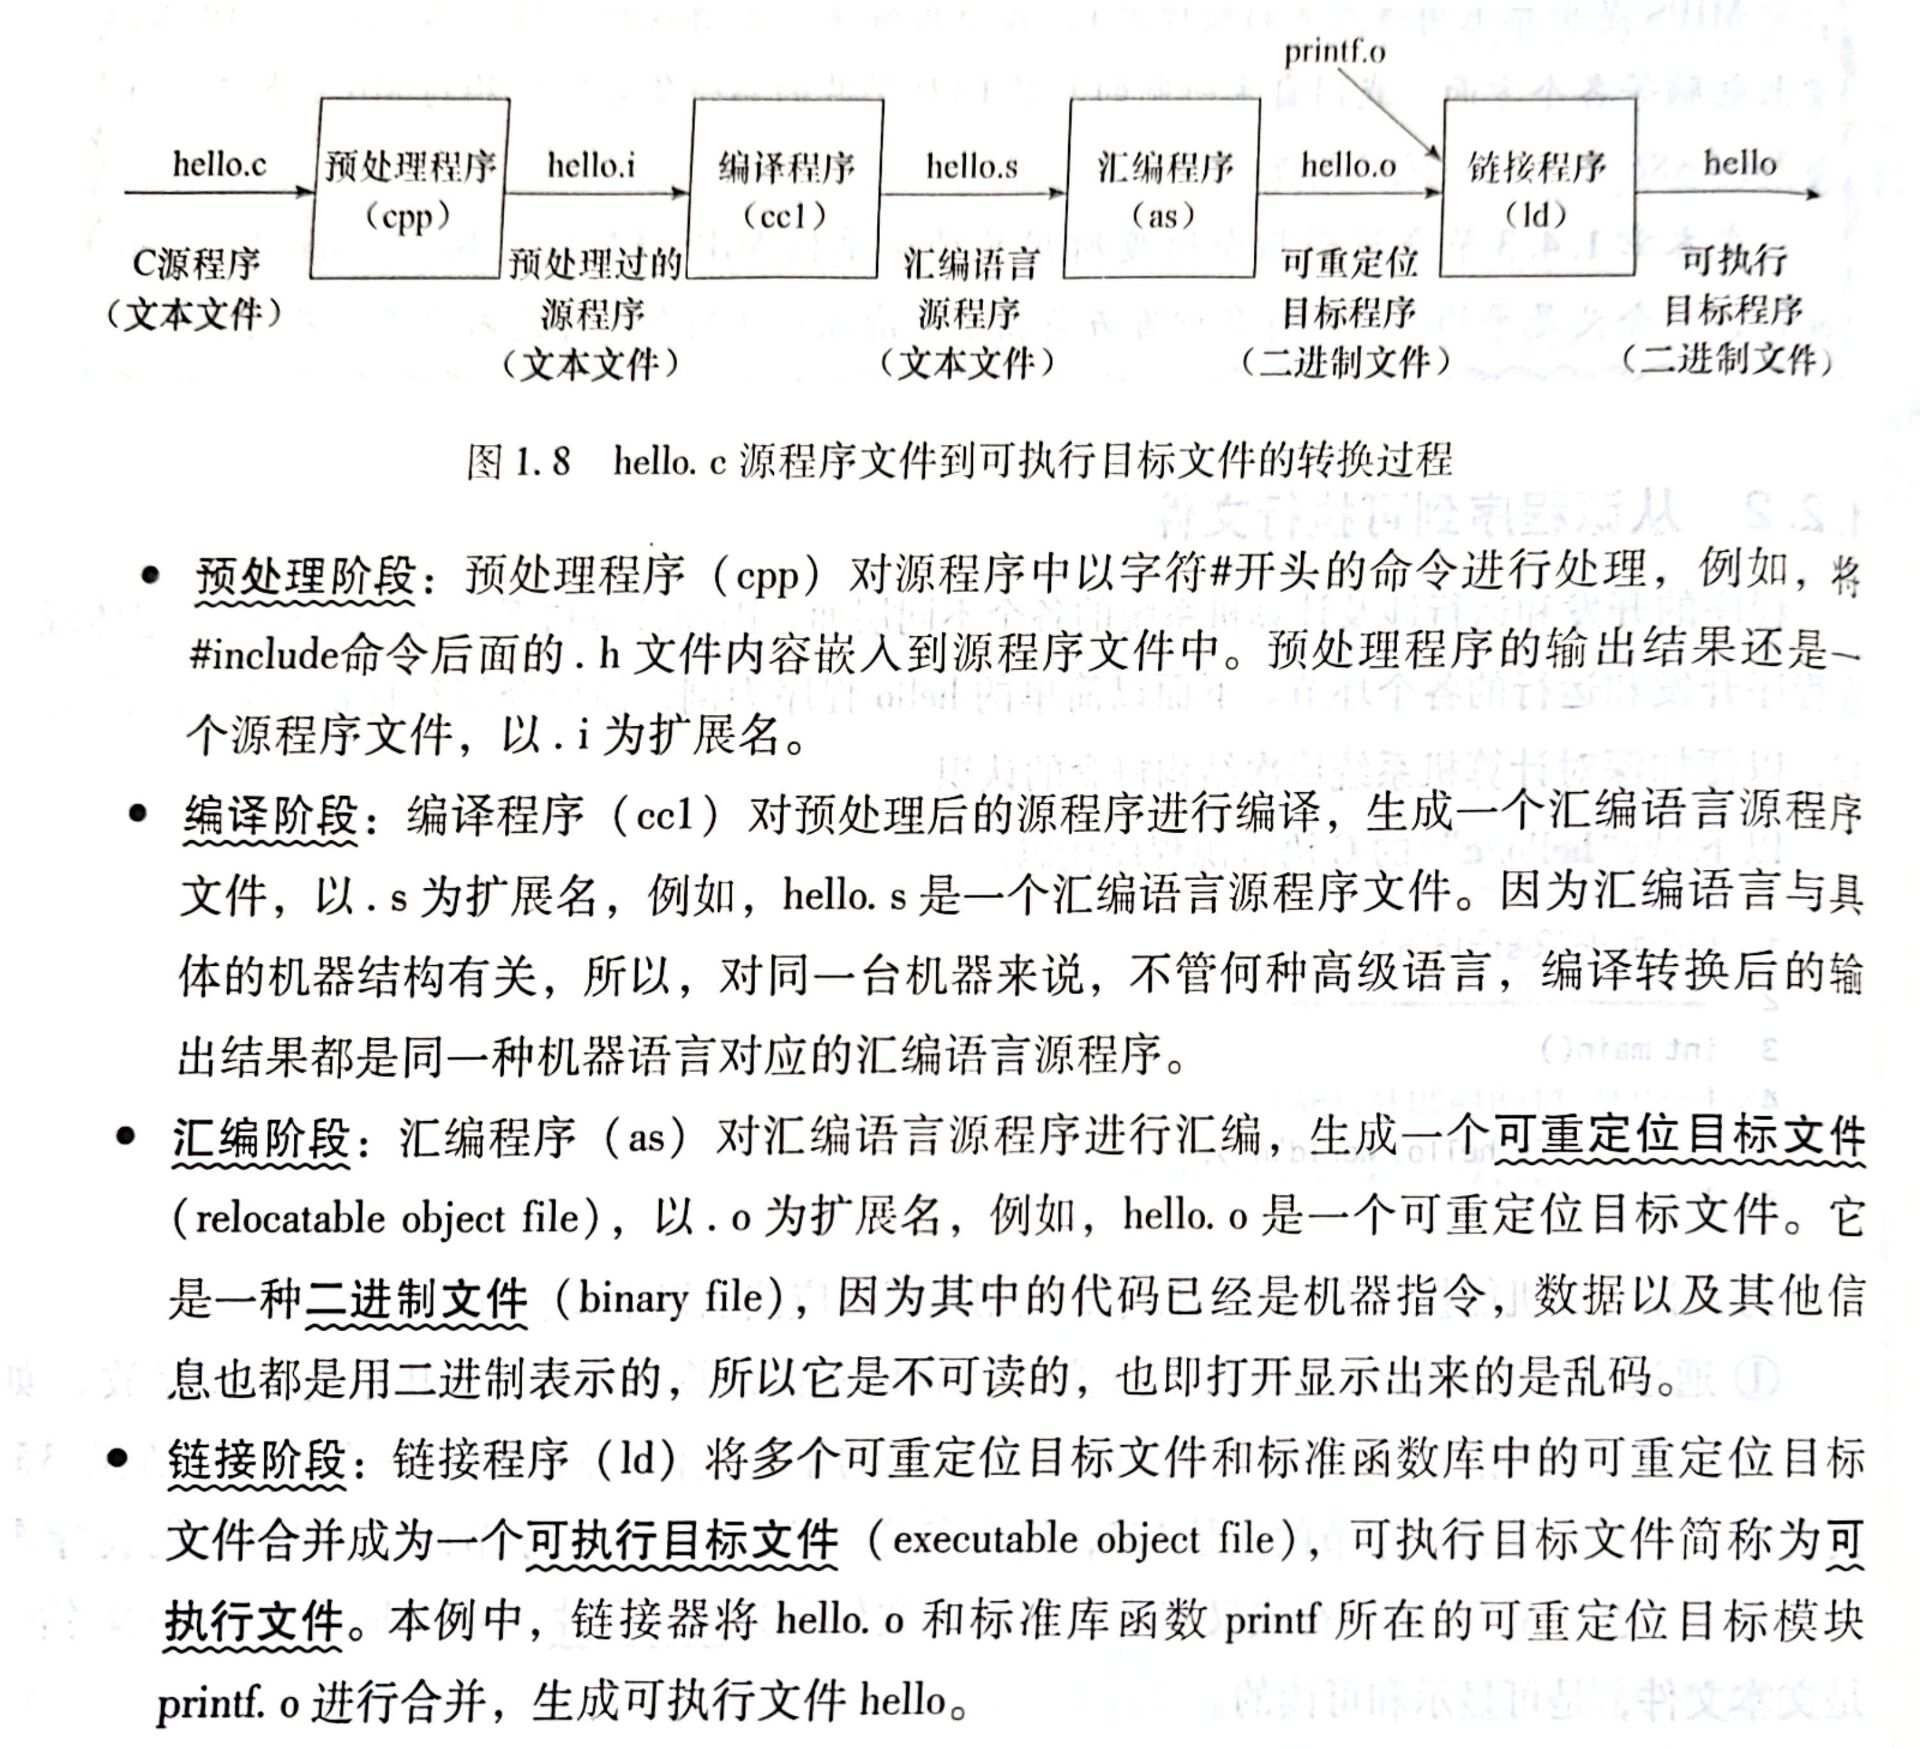 printf.o
hello.c 预处理程序 hello.i 编译程序 hello.s 汇编程序 hello.o 链接程序 hello
（cpp） （cc1） （as） （ld）
C源程序 预处理过的 汇编语言 可重定位 可执行
（文本文件） 源程序 源程序 目标程序 目标程序
（文本文件） （文本文件） （二进制文件） （二进制文件）
图 1. 8 hello. c 源程序文件到可执行目标文件的转换过程
● 预处理阶段：预处理程序（cpp）对源程序中以字符#开头的命令进行处理，例如，将
#include命令后面的 . h 文件内容嵌入到源程序文件中。预处理程序的输出结果还是一
个源程序文件，以 . i 为扩展名。
● 编译阶段：编译程序（cc1）对预处理后的源程序进行编译，生成一个汇编语言源程序
文件，以 . s 为扩展名，例如，hello. s 是一个汇编语言源程序文件。因为汇编语言与具
体的机器结构有关，所以，对同一台机器来说，不管何种高级语言，编译转换后的输
出结果都是同一种机器语言对应的汇编语言源程序。
● 汇编阶段：汇编程序（as）对汇编语言源程序进行汇编，生成一个可重定位目标文件
（relocatable object file），以 . o 为扩展名，例如，hello. o 是一个可重定位目标文件。它
是一种二进制文件（binary file），因为其中的代码已经是机器指令，数据以及其他信
息也都是用二进制表示的，所以它是不可读的，也即打开显示出来的是乱码。
● 链接阶段：链接程序（ld）将多个可重定位目标文件和标准函数库中的可重定位目标
文件合并成为一个可执行目标文件（executable object file），可执行目标文件简称为可
执行文件。本例中，链接器将 hello. o 和标准库函数 printf 所在的可重定位目标模块
printf. o 进行合并，生成可执行文件 hello。